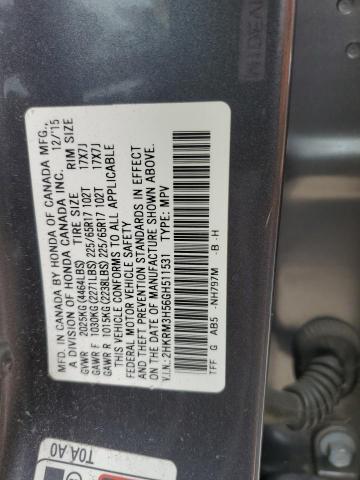 MFD. IN CANADA BY HONDA OF CANADA MFG.,
A DIVISION OF HONDA CANADA INC. 12/'15
TIRE SIZE RIM SIZE
GVWR 2025KG(4464LBS)
GAWR F 1030KG(2271LBS) 225/65R17 102T 17X7J
GAWR R 1015KG(2238LBS) 225/65R17 102T 17X7J
THIS VEHICLE CONFORMS TO ALL APPLICABLE
FEDERAL MOTOR VEHICLE SAFETY
AND THEFT PREVENTION STANDARDS IN EFFECT
ON THE DATE OF MANUFACTURE SHOWN ABOVE.
V.I.N.:2HKRM3H56GH511531 TYPE: MPV
TFF G AB5 -NH797M -B -H
T0A A0